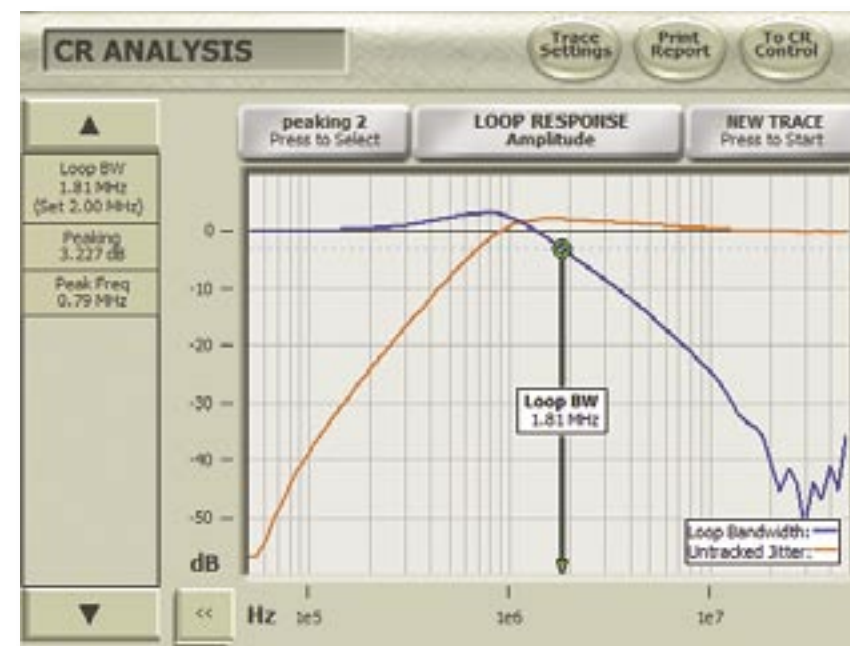 CR ANALYSIS
Trace
Settings
Print
Report
To CR
Control
peaking 2
Press to Select
LOOP RESPONSE
Amplitude
NEW TRACE
Press to Start
Loop BW
1.81 MHz
(Set 2.00 MHz)
Peaking
3.227 dB
Peak Freq
0.79 MHz
0
-10
-20
-30
-40
-50
dB
Loop BW
1.81 MHz
Loop Bandwidth:
Untracked Jitter:
<<
Hz
1e5
1e6
1e7